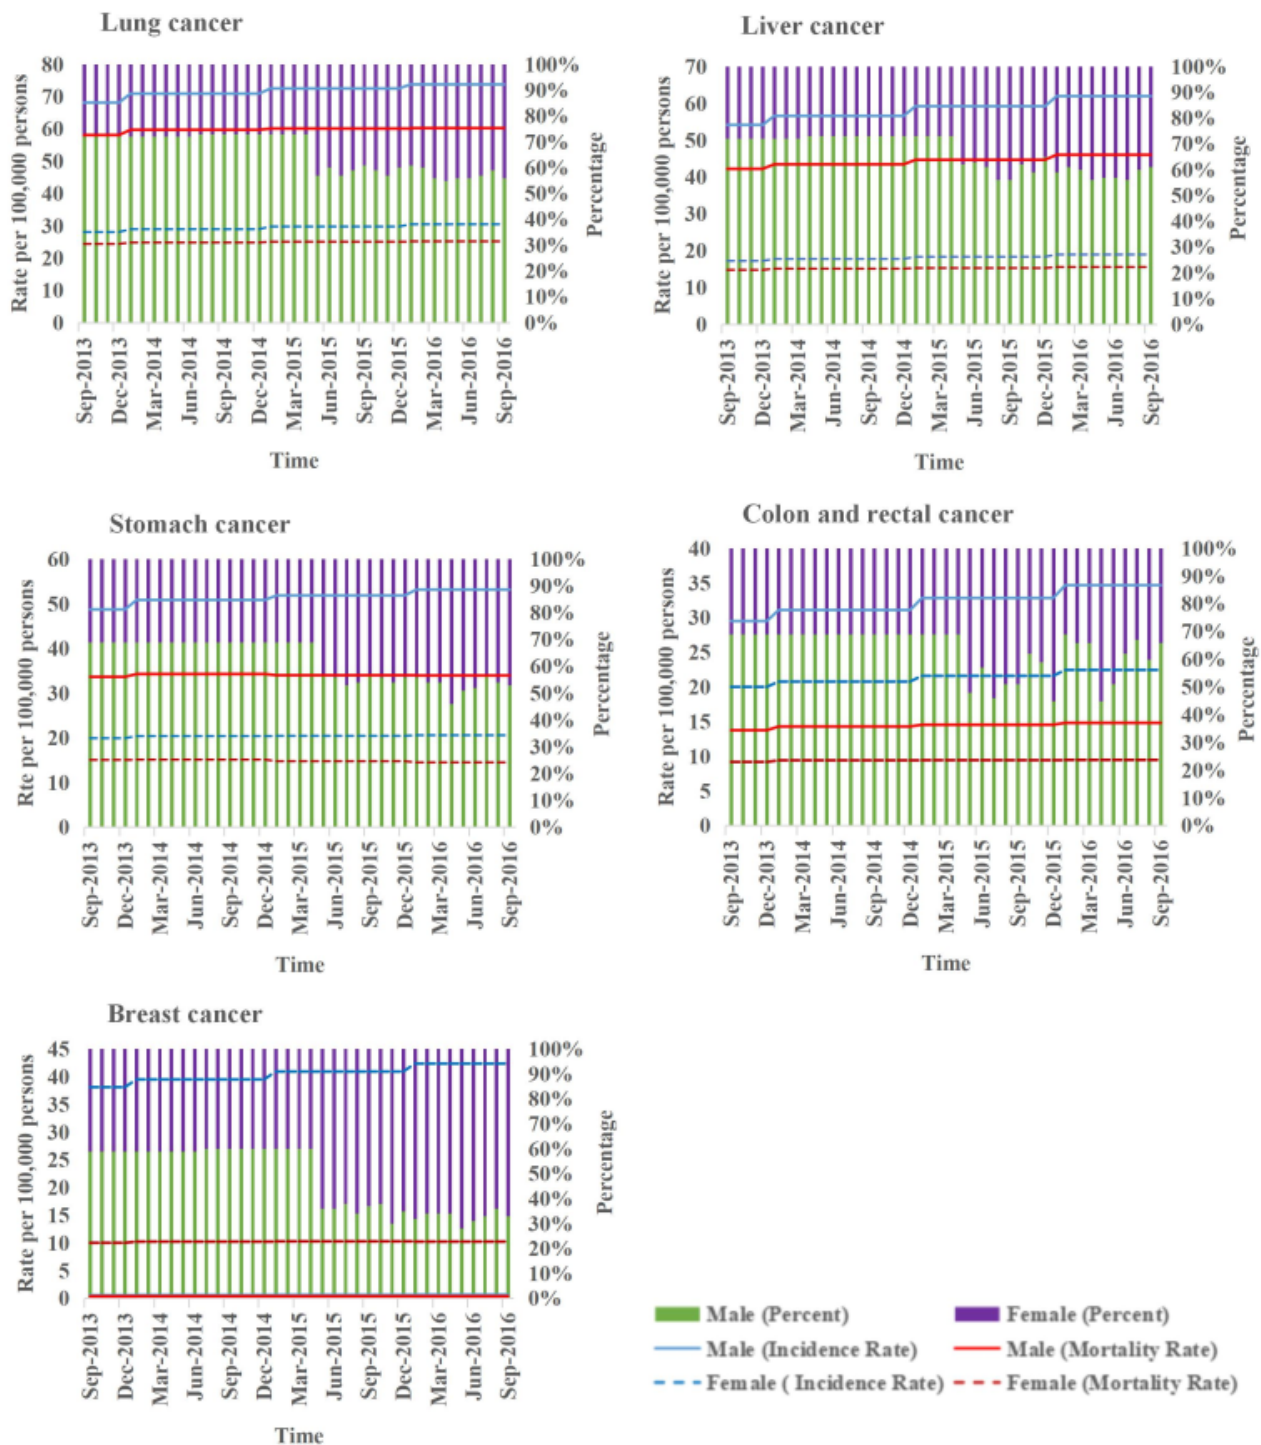 Lung cancer
Rate per 100,000 persons
80
70
60
50
40
30
20
10
0
100%
90%
80%
70%
60%
50%
40%
30%
20%
10%
0%
Percentage
Sep-2013
Dec-2013
Mar-2014
Jun-2014
Sep-2014
Dec-2014
Mar-2015
Jun-2015
Sep-2015
Dec-2015
Mar-2016
Jun-2016
Sep-2016
Time
Liver cancer
Rate per 100,000 persons
70
60
50
40
30
20
10
0
100%
90%
80%
70%
60%
50%
40%
30%
20%
10%
0%
Percentage
Sep-2013
Dec-2013
Mar-2014
Jun-2014
Sep-2014
Dec-2014
Mar-2015
Jun-2015
Sep-2015
Dec-2015
Mar-2016
Jun-2016
Sep-2016
Time
Stomach cancer
Rte per 100,000 persons
60
50
40
30
20
10
0
100%
90%
80%
70%
60%
50%
40%
30%
20%
10%
0%
Percentage
Sep-2013
Dec-2013
Mar-2014
Jun-2014
Sep-2014
Dec-2014
Mar-2015
Jun-2015
Sep-2015
Dec-2015
Mar-2016
Jun-2016
Sep-2016
Time
Colon and rectal cancer
Rate per 100,000 persons
40
35
30
25
20
15
10
5
0
100%
90%
80%
70%
60%
50%
40%
30%
20%
10%
0%
Percentage
Sep-2013
Dec-2013
Mar-2014
Jun-2014
Sep-2014
Dec-2014
Mar-2015
Jun-2015
Sep-2015
Dec-2015
Mar-2016
Jun-2016
Sep-2016
Time
Breast cancer
Rate per 100,000 persons
45
40
35
30
25
20
15
10
5
0
100%
90%
80%
70%
60%
50%
40%
30%
20%
10%
0%
Percentage
Sep-2013
Dec-2013
Mar-2014
Jun-2014
Sep-2014
Dec-2014
Mar-2015
Jun-2015
Sep-2015
Dec-2015
Mar-2016
Jun-2016
Sep-2016
Time
Male (Percent)
Female (Percent)
Male (Incidence Rate)
Male (Mortality Rate)
Female ( Incidence Rate)
Female (Mortality Rate)